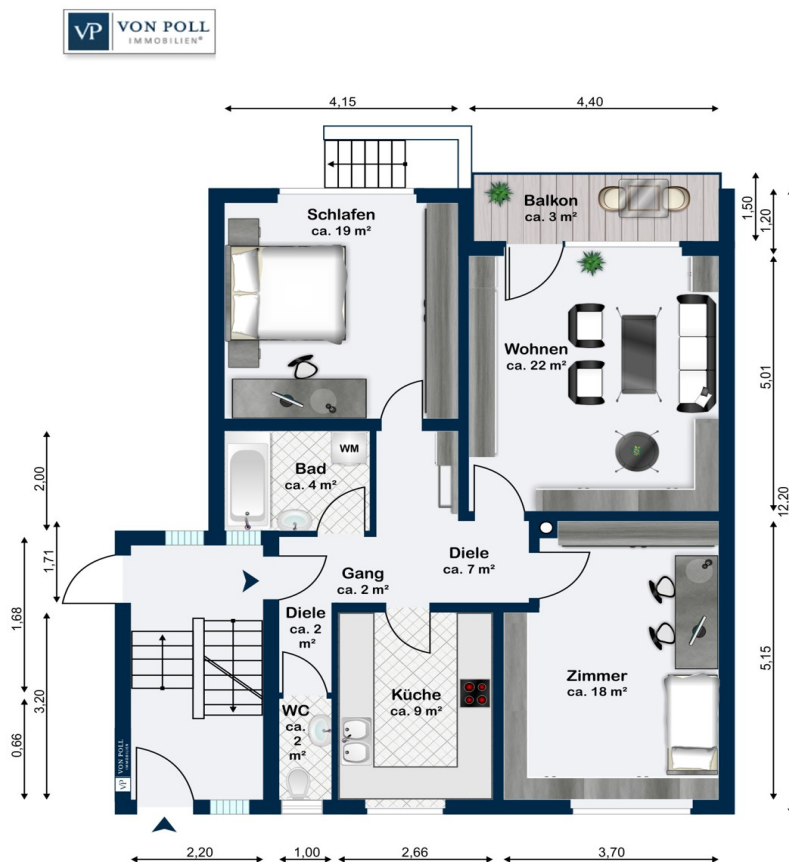 VP VON POLL
IMMOBILIEN®
4,15
4,40
Schlafen
ca. 19 m²
Balkon
ca. 3 m²
1,50
1,20
Wohnen
ca. 22 m²
5,01
12,20
2,00
Bad
ca. 4 m²
WM
1,71
1,68
Gang
ca. 2 m²
Diele
ca. 7 m²
Diele
ca. 2
m²
3,20
0,66
WC
ca.
2
m²
Küche
ca. 9 m²
Zimmer
ca. 18 m²
5,15
VP VON POLL
IMMOBILIEN
2,20
1,00
2,66
3,70